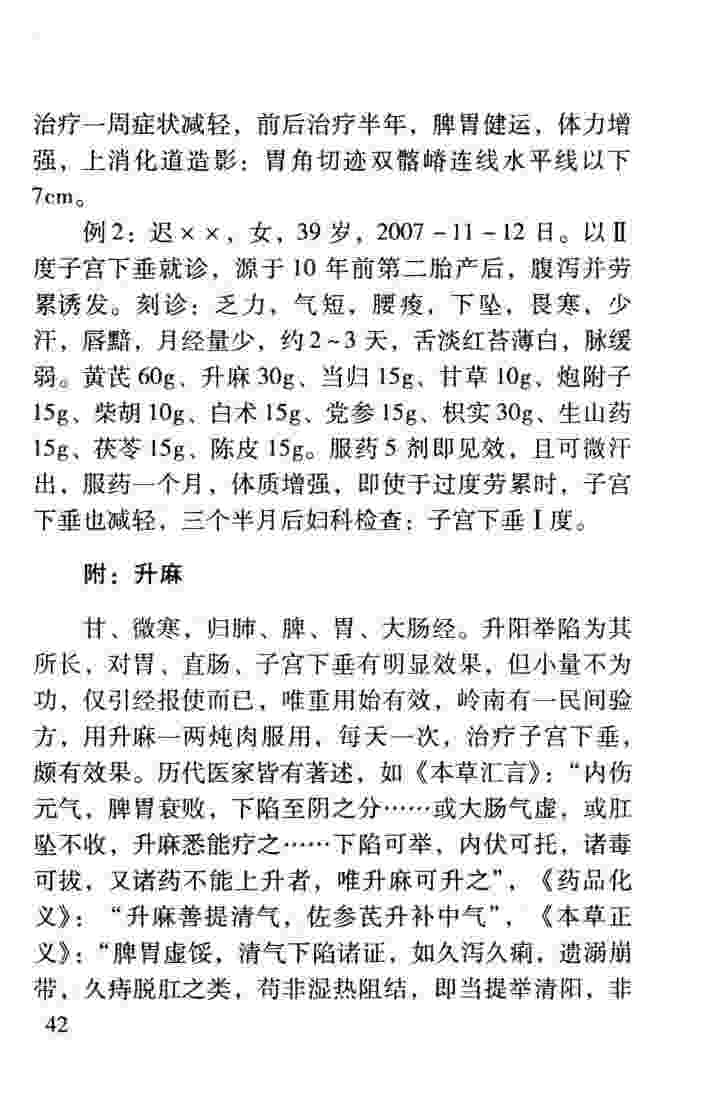 治疗一周症状减轻，前后治疗半年，脾胃健运，体力增
强，上消化道造影：胃角切迹双髂嵴连线水平线以下
7cm。
例2：迟××，女，39岁，2007-11-12日。以Ⅱ
度子宫下垂就诊，源于10年前第二胎产后，腹泻并劳
累诱发。刻诊：乏力，气短，腰痠，下坠，畏寒，少
汗，唇黯，月经量少，约2~3天，舌淡红苔薄白，脉缓
弱。黄芪60g、升麻30g、当归15g、甘草10g、炮附子
15g、柴胡10g、白术15g、党参15g、枳实30g、生山药
15g、茯苓15g、陈皮15g。服药5剂即见效，且可微汗
出，服药一个月，体质增强，即使于过度劳累时，子宫
下垂也减轻，三个半月后妇科检查：子宫下垂Ⅰ度。
附：升麻
甘、微寒，归肺、脾、胃、大肠经。升阳举陷为其
所长，对胃、直肠、子宫下垂有明显效果，但小量不为
功，仅引经报使而已，唯重用始有效，岭南有一民间验
方，用升麻一两炖肉服用，每天一次，治疗子宫下垂，
颇有效果。历代医家皆有著述，如《本草汇言》：“内伤
元气，脾胃衰败，下陷至阴之分……或大肠气虚，或肛
坠不收，升麻悉能疗之……下陷可举，内伏可托，诸毒
可拔，又诸药不能上升者，唯升麻可升之”，《药品化
义》：“升麻善提清气，佐参芪升补中气”，《本草正
义》：“脾胃虚馁，清气下陷诸证，如久泻久痢，遗溺崩
带，久痔脱肛之类，苟非湿热阻结，即当提举清阳，非
42